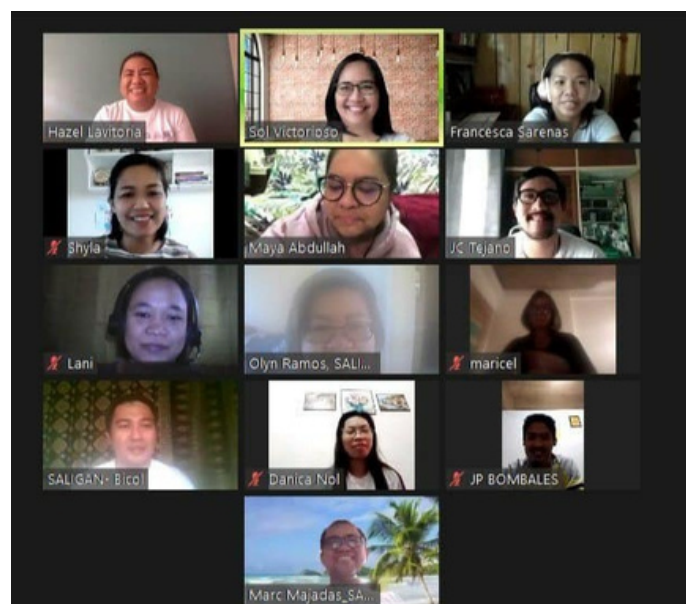 Hazel Lavitoria
Sol Victorioso
Francesca Sarenas
Shyla
Maya Abdullah
JC Tejano
Lani
Olyn Ramos, SALI...
maricel
SALIGAN- Bicol
Danica Nol
JP BOMBALES
Marc Majadas_SA...